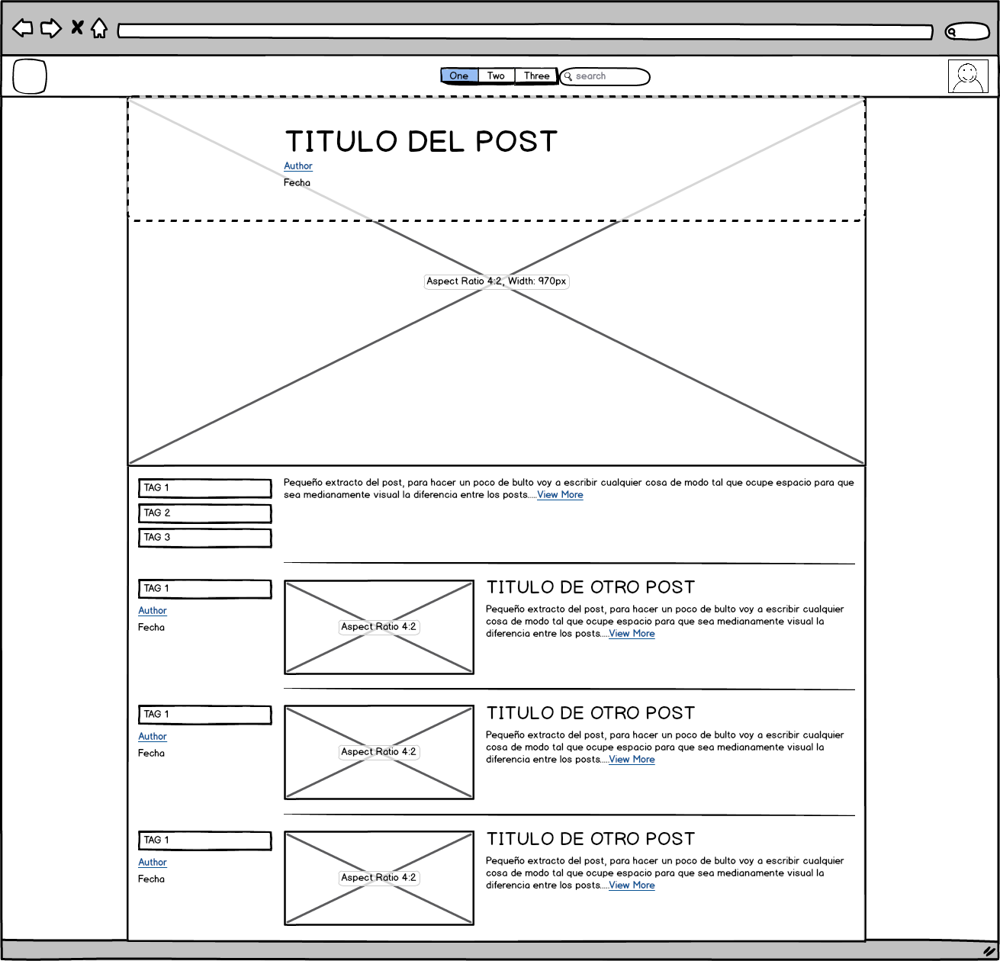 One Two Three search
TITULO DEL POST
Author
Fecha
Aspect Ratio 4:2, Width: 970px
TAG 1
TAG 2
TAG 3
Pequeño extracto del post, para hacer un poco de bulto voy a escribir cualquier cosa de modo tal que ocupe espacio para que
sea medianamente visual la diferencia entre los posts.....View More
TAG 1
Author
Fecha
Aspect Ratio 4:2
TITULO DE OTRO POST
Pequeño extracto del post, para hacer un poco de bulto voy a escribir cualquier
cosa de modo tal que ocupe espacio para que sea medianamente visual la
diferencia entre los posts.....View More
TAG 1
Author
Fecha
Aspect Ratio 4:2
TITULO DE OTRO POST
Pequeño extracto del post, para hacer un poco de bulto voy a escribir cualquier
cosa de modo tal que ocupe espacio para que sea medianamente visual la
diferencia entre los posts.....View More
TAG 1
Author
Fecha
Aspect Ratio 4:2
TITULO DE OTRO POST
Pequeño extracto del post, para hacer un poco de bulto voy a escribir cualquier
cosa de modo tal que ocupe espacio para que sea medianamente visual la
diferencia entre los posts.....View More